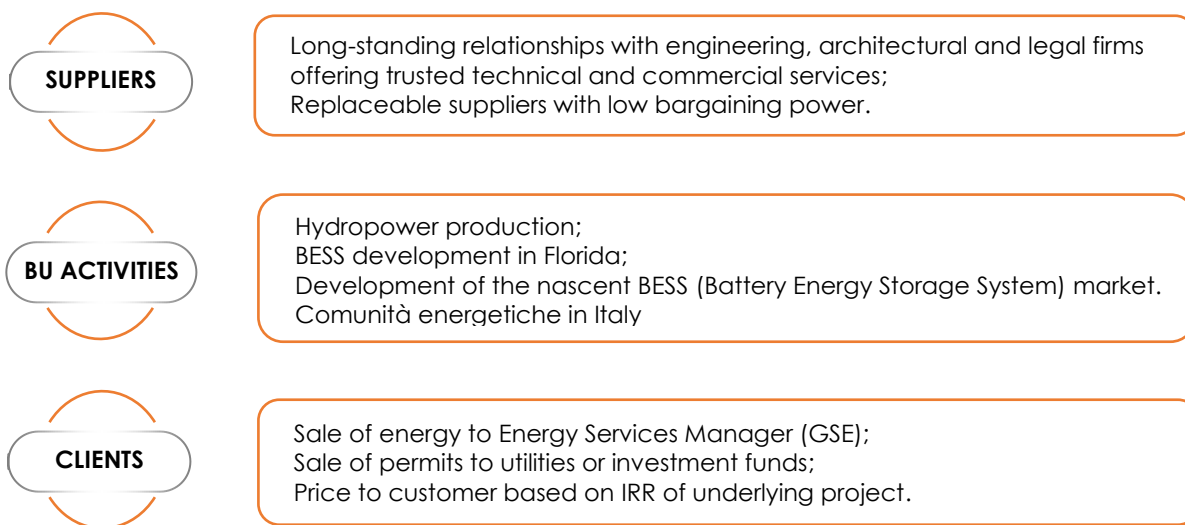 SUPPLIERS
Long-standing relationships with engineering, architectural and legal firms
offering trusted technical and commercial services;
Replaceable suppliers with low bargaining power.
BU ACTIVITIES
Hydropower production;
BESS development in Florida;
Development of the nascent BESS (Battery Energy Storage System) market.
Comunità energetiche in Italy
CLIENTS
Sale of energy to Energy Services Manager (GSE);
Sale of permits to utilities or investment funds;
Price to customer based on IRR of underlying project.